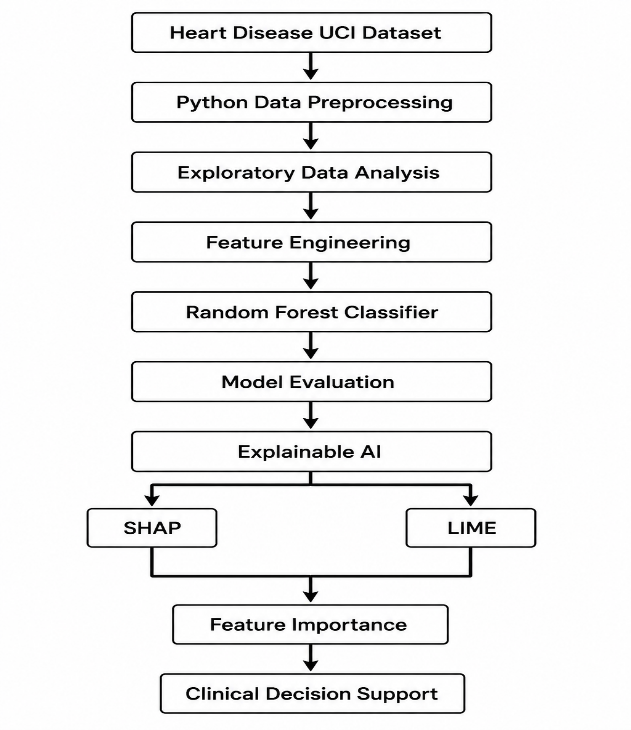 Heart Disease UCI Dataset
Python Data Preprocessing
Exploratory Data Analysis
Feature Engineering
Random Forest Classifier
Model Evaluation
Explainable AI
SHAP
LIME
Feature Importance
Clinical Decision Support